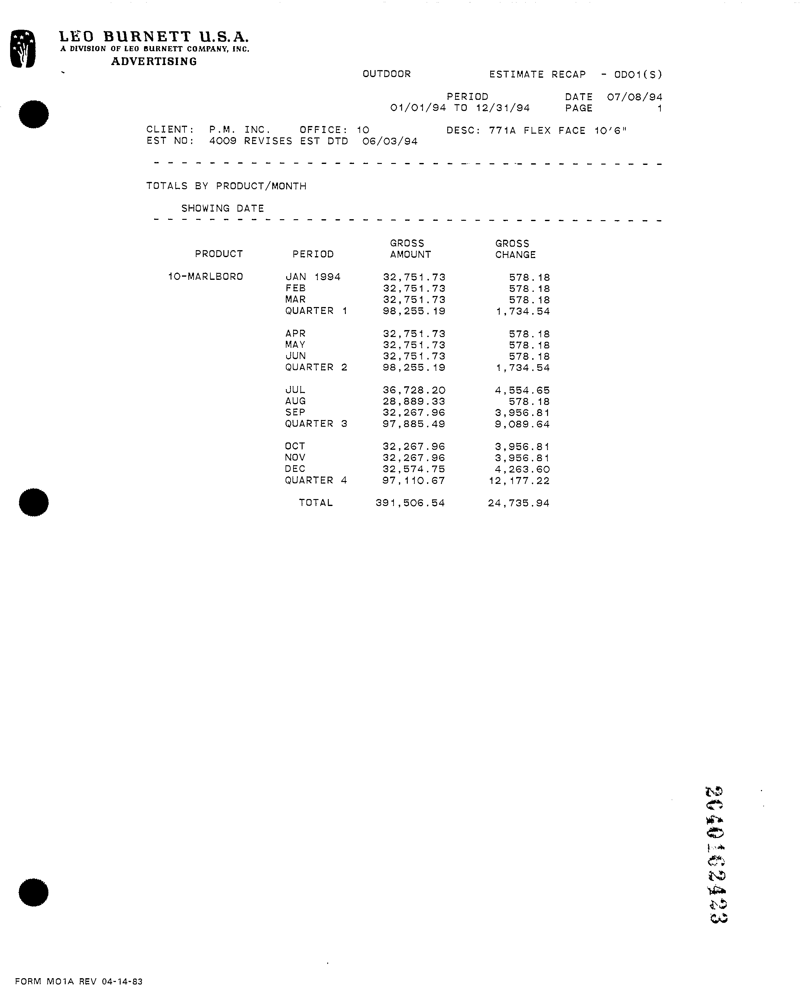 LEO BURNETT U.S.A.
A DIVISION OF LEO BURNETT COMPANY, INC.
ADVERTISING
OUTDOOR ESTIMATE RECAP - OD01(S)
PERIOD DATE 07/08/94
01/01/94 TO 12/31/94 PAGE 1
CLIENT: P.M. INC. OFFICE: 10 DESC: 771A FLEX FACE 10'6"
EST NO: 4009 REVISES EST DTD 06/03/94
TOTALS BY PRODUCT/MONTH
SHOWING DATE
GROSS GROSS
PRODUCT PERIOD AMOUNT CHANGE
10-MARLBORO JAN 1994 32,751.73 578.18
FEB 32,751.73 578.18
MAR 32,751.73 578.18
QUARTER 1 98,255.19 1,734.54
APR 32,751.73 578.18
MAY 32,751.73 578.18
JUN 32,751.73 578.18
QUARTER 2 98,255.19 1,734.54
JUL 36,728.20 4,554.65
AUG 28,889.33 578.18
SEP 32,267.96 3,956.81
QUARTER 3 97,885.49 9,089.64
OCT 32,267.96 3,956.81
NOV 32,267.96 3,956.81
DEC 32,574.75 4,263.60
QUARTER 4 97,110.67 12,177.22
TOTAL 391,506.54 24,735.94
FORM MO1A REV 04-14-83